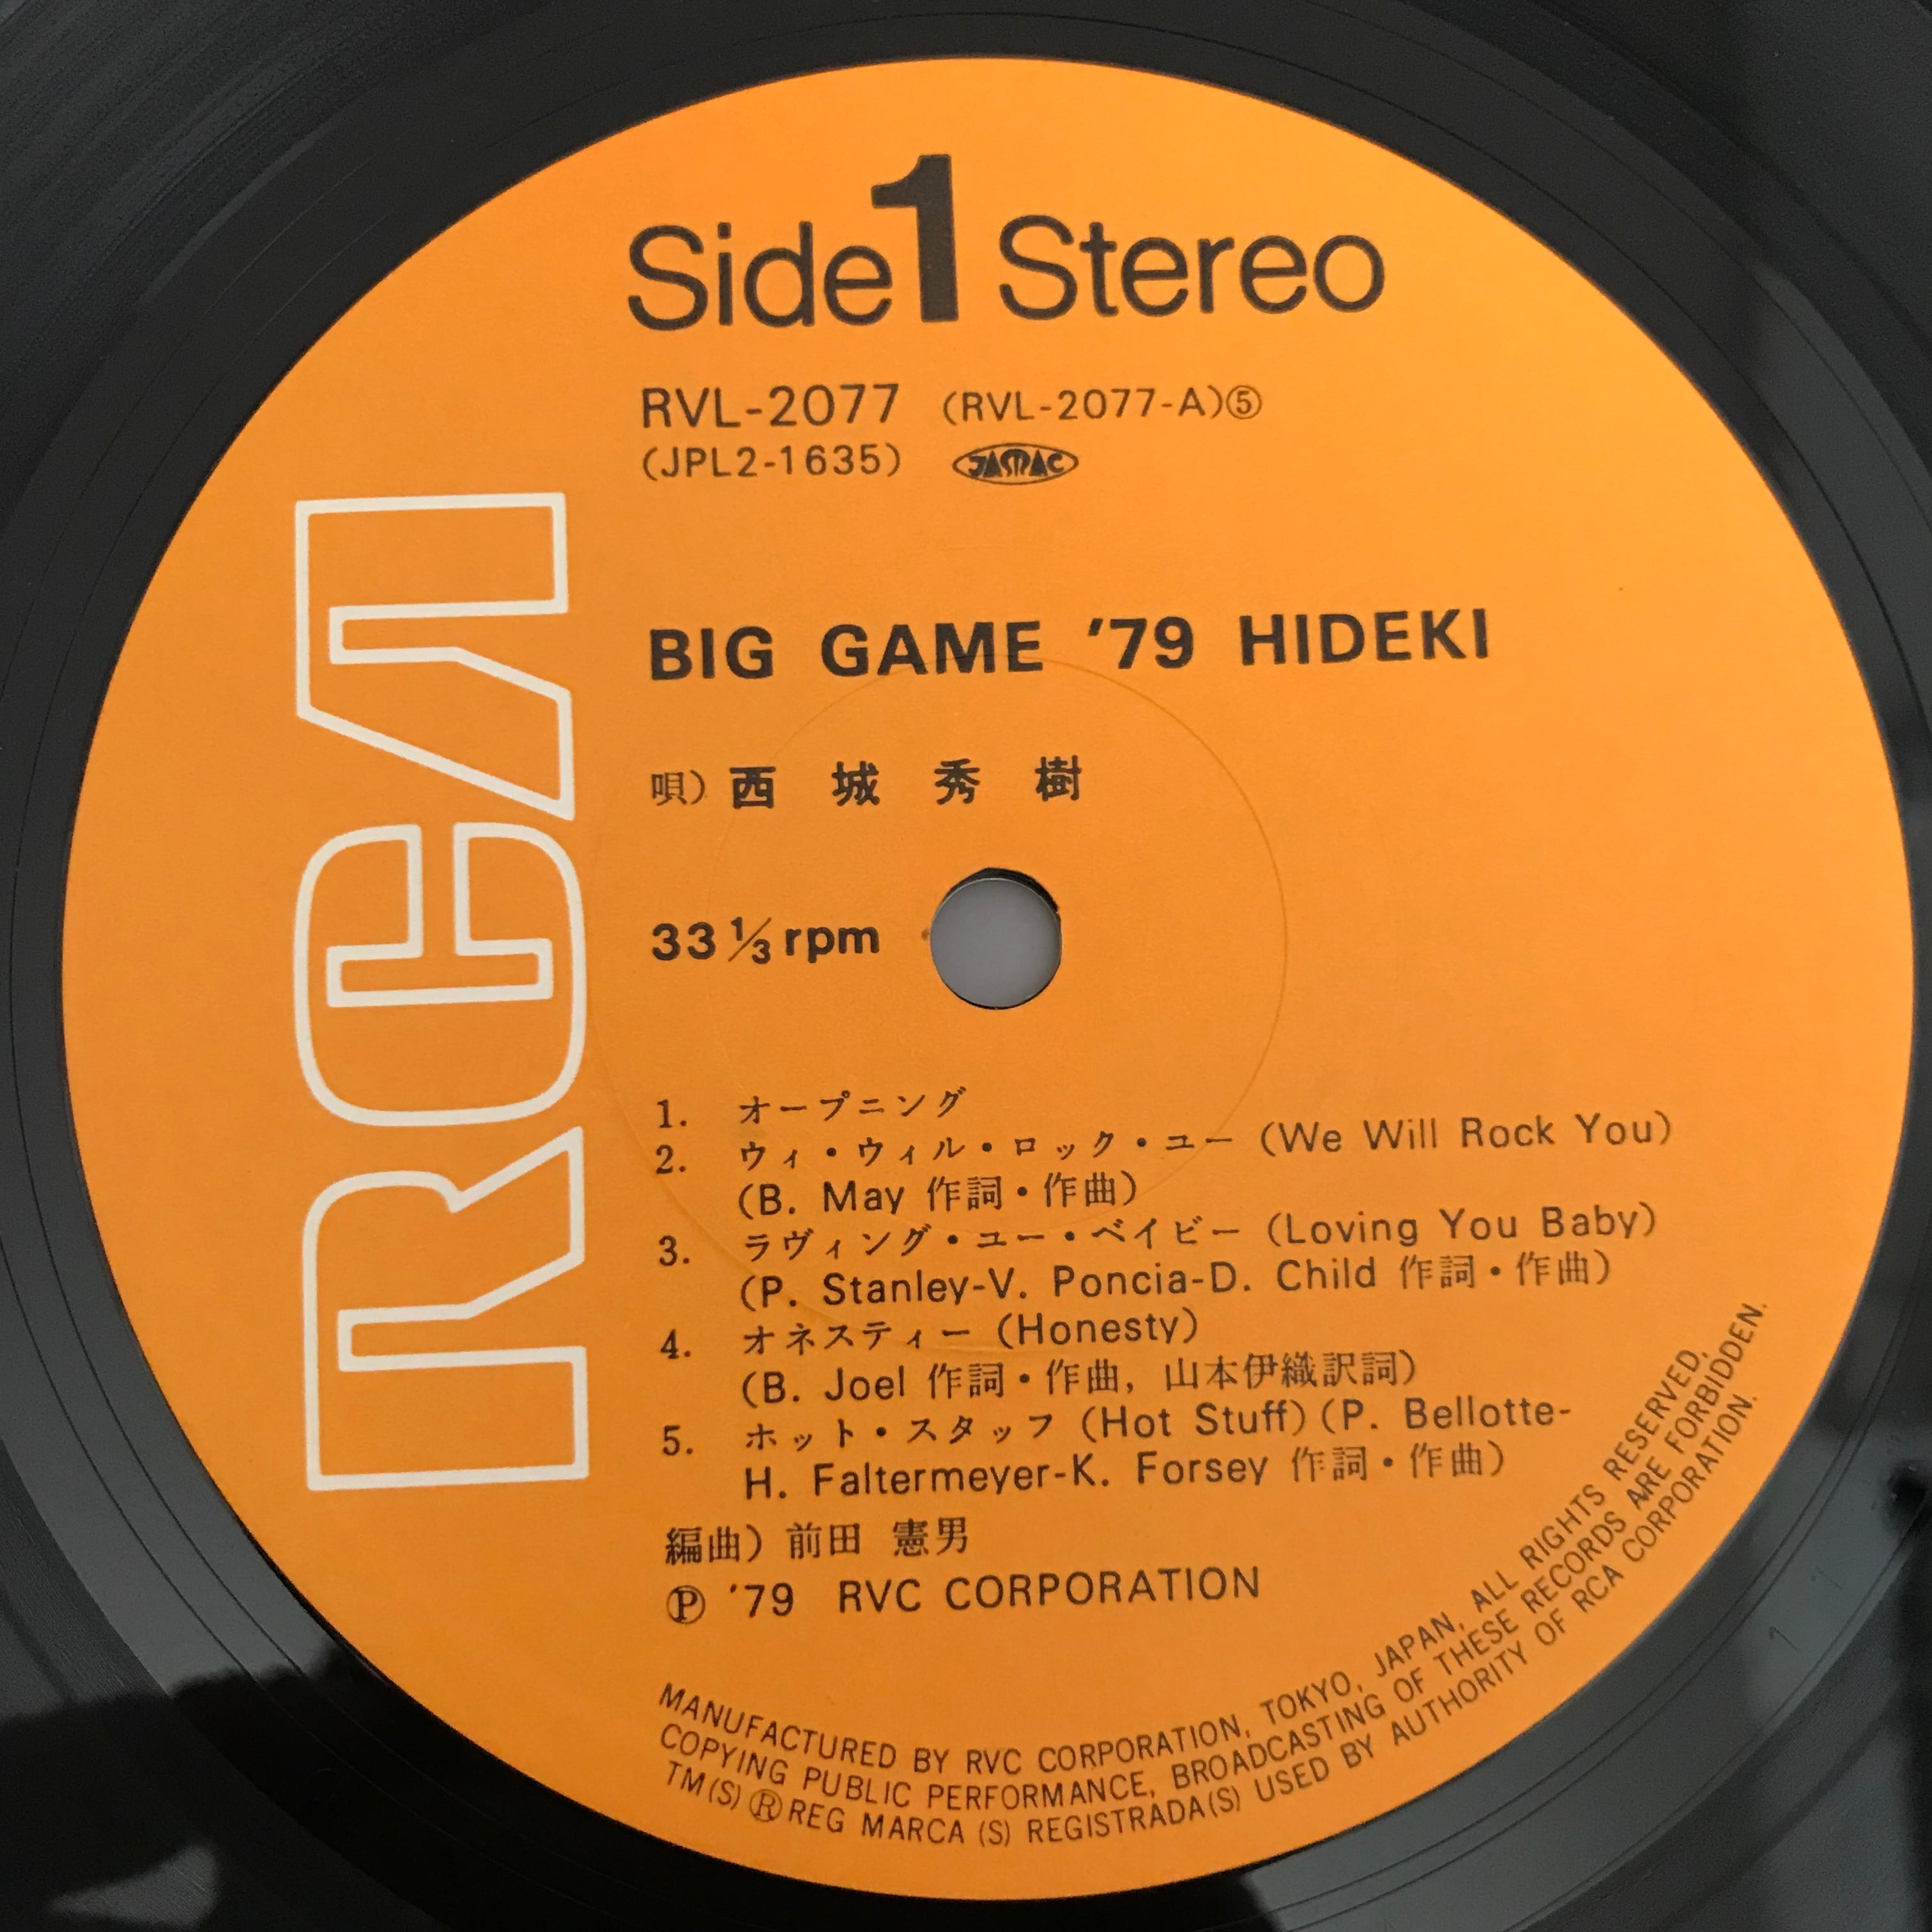 Side 1 Stereo
RVL-2077 (RVL-2077-A)⑤
(JPL2-1635) JASRAC
RCA
BIG GAME '79 HIDEKI
唄) 西城秀樹
33 1/3 rpm
1. オープニング
2. ウィ・ウィル・ロック・ユー (We Will Rock You)
(B. May 作詞・作曲)
3. ラヴィング・ユー・ベイビー (Loving You Baby)
(P. Stanley-V. Poncia-D. Child 作詞・作曲)
4. オネスティー (Honesty)
(B. Joel 作詞・作曲, 山本伊織訳詞)
5. ホット・スタッフ (Hot Stuff) (P. Bellotte-
H. Faltermeyer-K. Forsey 作詞・作曲)
編曲) 前田 憲男
Ⓟ '79 RVC CORPORATION
MANUFACTURED BY RVC CORPORATION, TOKYO, JAPAN, ALL RIGHTS RESERVED,
COPYING PUBLIC PERFORMANCE, BROADCASTING OF THESE RECORDS ARE FORBIDDEN.
TM(S) ® REG MARCA (S) REGISTRADA(S) USED BY AUTHORITY OF RCA CORPORATION.